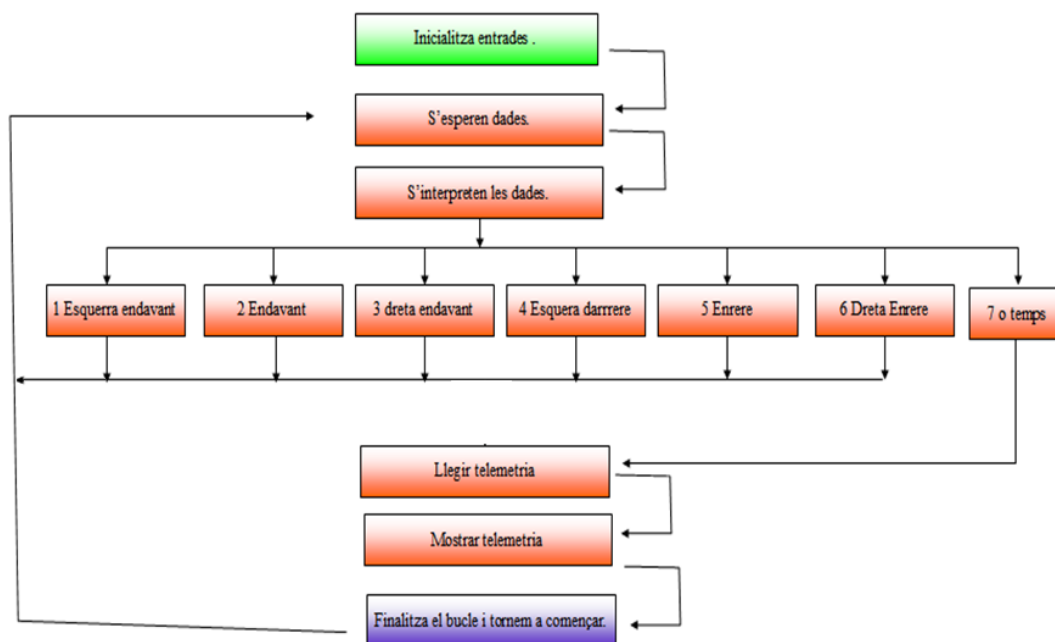 Inicialitza entrades .
S'esperen dades.
S'interpreten les dades.
1 Esquerra endavant
2 Endavant
3 dreta endavant
4 Esquera darrrere
5 Enrere
6 Dreta Enrere
7 o temps
Llegir telemetria
Mostrar telemetria
Finalitza el bucle i tornem a començar.